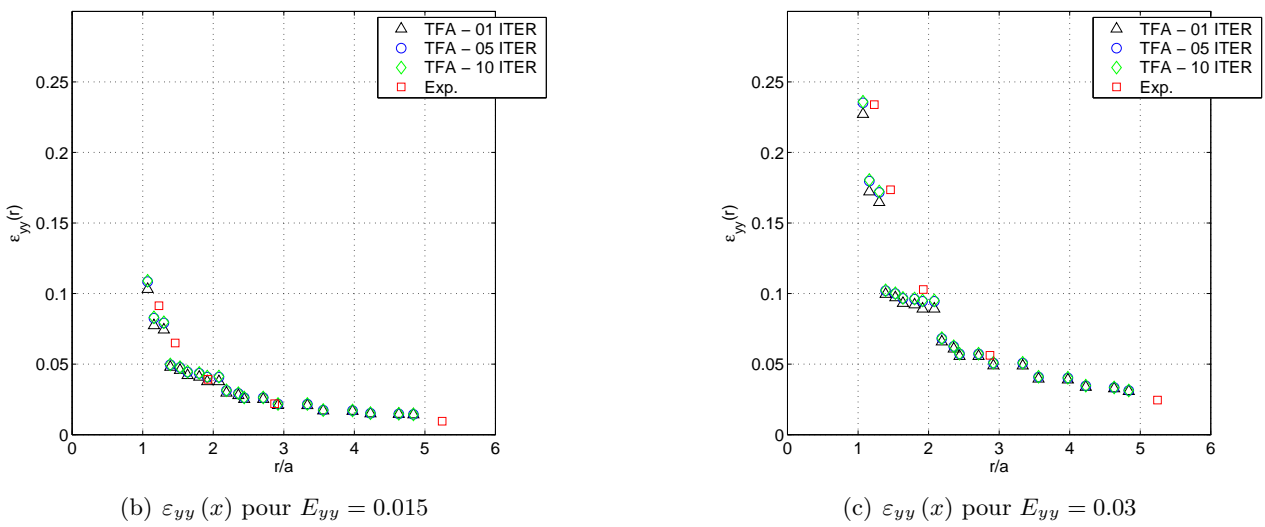 TFA − 01 ITER
TFA − 05 ITER
TFA − 10 ITER
Exp.
0.25
0.2
0.15
0.1
0.05
0
0 1 2 3 4 5 6
r/a
ε_yy(r)
(b) ε_yy (x) pour E_yy = 0.015
TFA − 01 ITER
TFA − 05 ITER
TFA − 10 ITER
Exp.
0.25
0.2
0.15
0.1
0.05
0
0 1 2 3 4 5 6
r/a
ε_yy(r)
(c) ε_yy (x) pour E_yy = 0.03